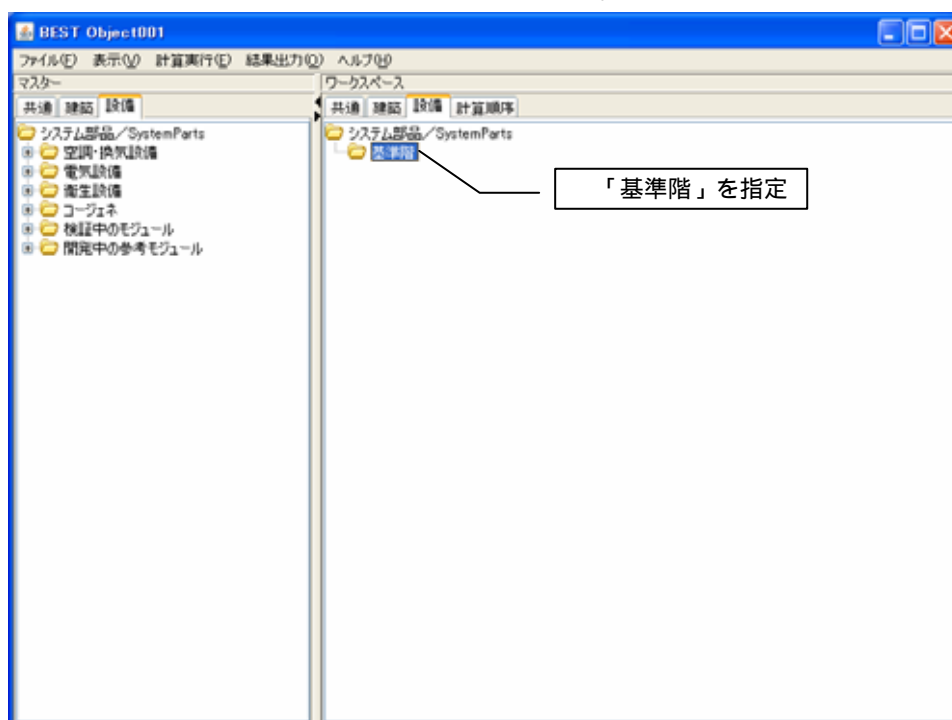 BEST Object001
ファイル(F) 表示(V) 計算実行(E) 結果出力(O) ヘルプ(H)
マスター
共通 建築 設備
システム部品/SystemParts
空調・換気設備
電気設備
衛生設備
コージェネ
検証中のモジュール
開発中の参考モジュール
ワークスペース
共通 建築 設備 計算順序
システム部品/SystemParts
基準階
「基準階」を指定